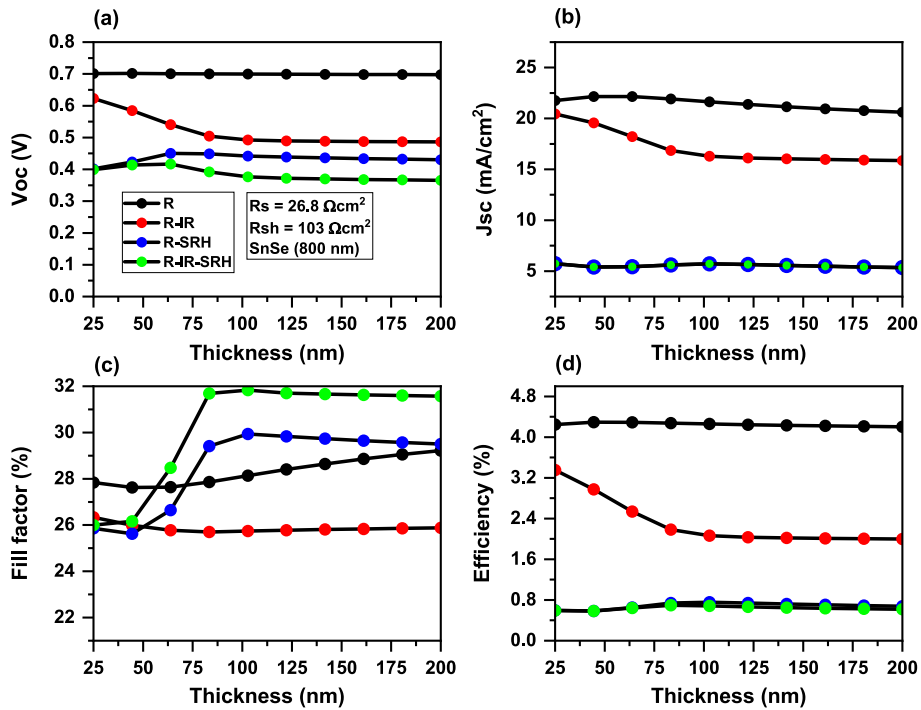 (a)
0.8
0.7
0.6
0.5
0.4
0.3
0.2
0.1
0.0
Voc (V)
R
R-IR
R-SRH
R-IR-SRH
Rs = 26.8 Ωcm²
Rsh = 103 Ωcm²
SnSe (800 nm)
25 50 75 100 125 150 175 200
Thickness (nm)
(b)
25
20
15
10
5
Jsc (mA/cm²)
25 50 75 100 125 150 175 200
Thickness (nm)
(c)
32
30
28
26
24
22
Fill factor (%)
25 50 75 100 125 150 175 200
Thickness (nm)
(d)
4.8
4.0
3.2
2.4
1.6
0.8
0.0
Efficiency (%)
25 50 75 100 125 150 175 200
Thickness (nm)